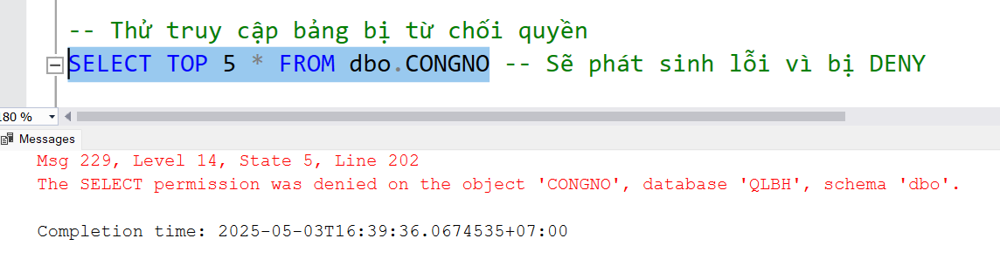 -- Thử truy cập bảng bị từ chối quyền
SELECT TOP 5 * FROM dbo.CONGNO -- Sẽ phát sinh lỗi vì bị DENY
80 %
Messages
Msg 229, Level 14, State 5, Line 202
The SELECT permission was denied on the object 'CONGNO', database 'QLBH', schema 'dbo'.
Completion time: 2025-05-03T16:39:36.0674535+07:00